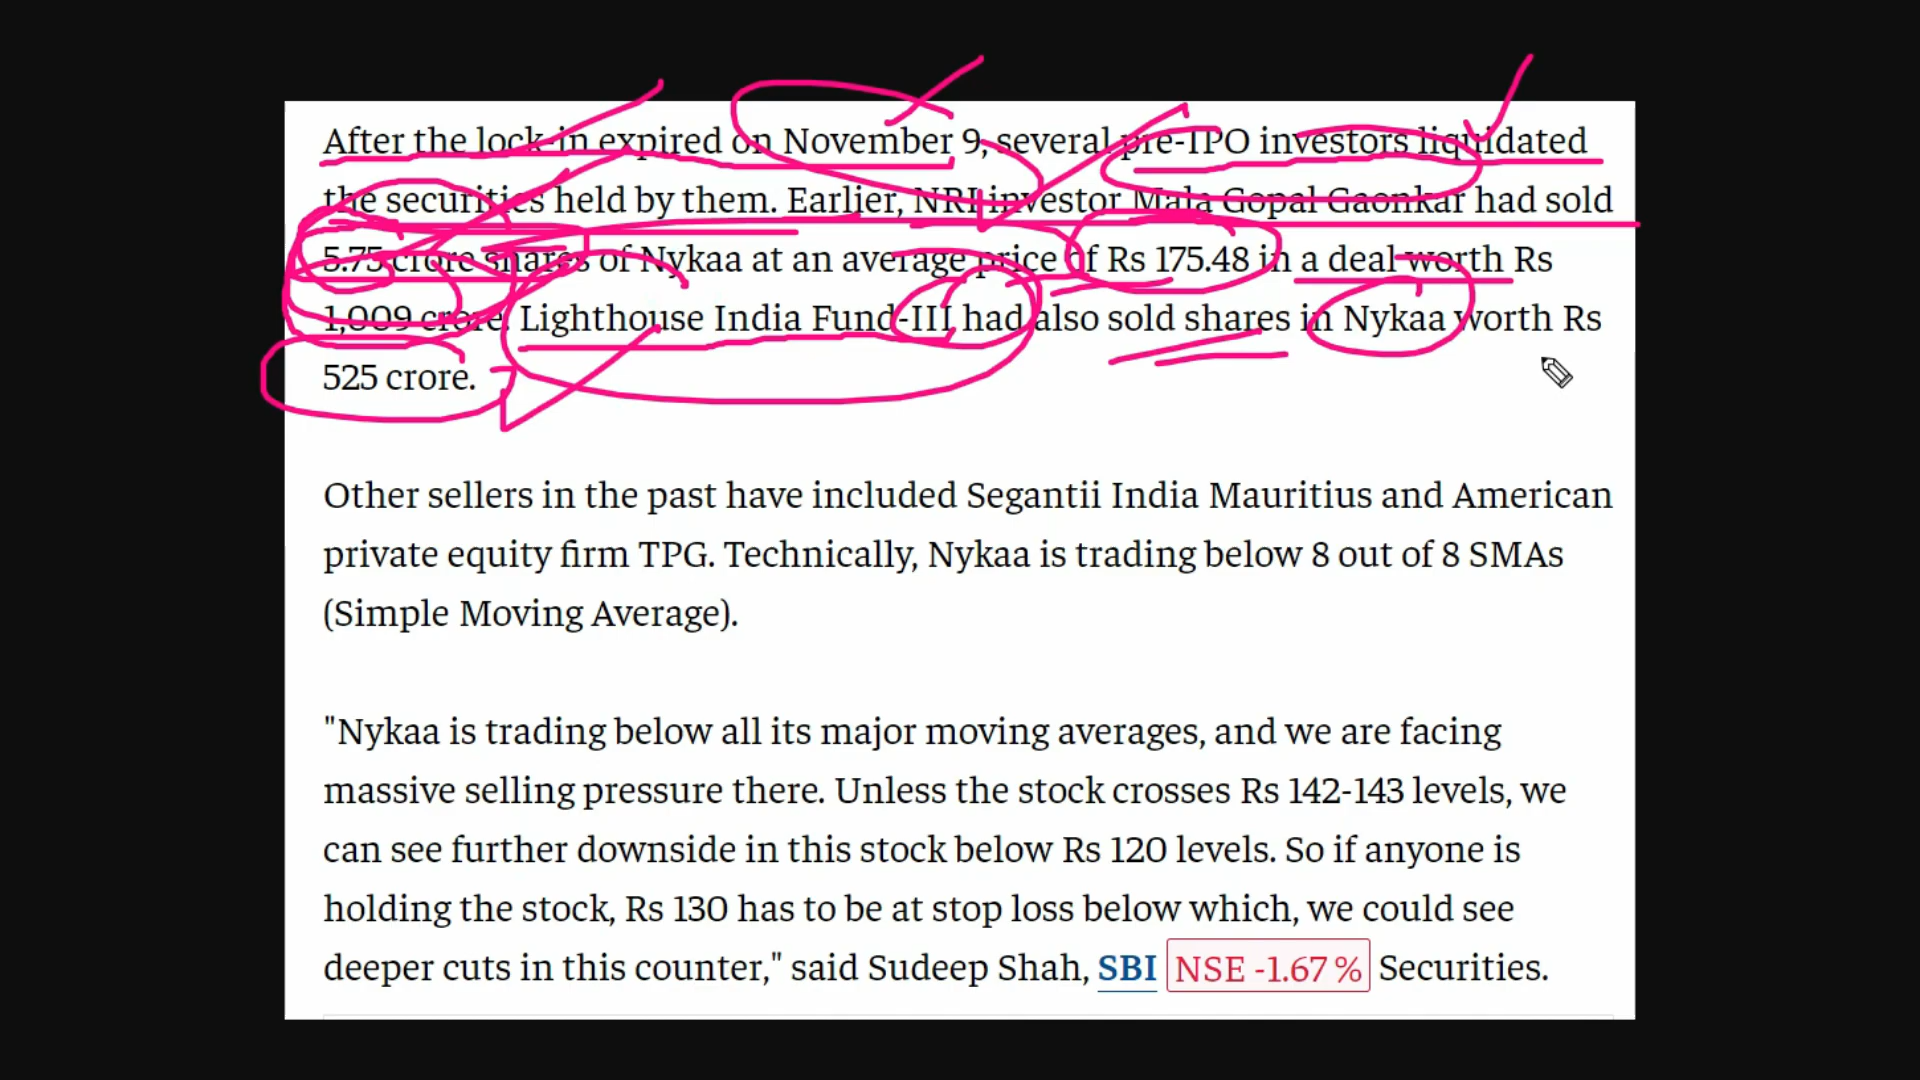 After the lock-in expired on November 9, several pre-IPO investors liquidated
the securities held by them. Earlier, NRI investor Mala Gopal Gaonkar had sold
5.75 crore shares of Nykaa at an average price of Rs 175.48 in a deal worth Rs
1,009 crore. Lighthouse India Fund-III had also sold shares in Nykaa worth Rs
525 crore.
Other sellers in the past have included Segantii India Mauritius and American
private equity firm TPG. Technically, Nykaa is trading below 8 out of 8 SMAs
(Simple Moving Average).
"Nykaa is trading below all its major moving averages, and we are facing
massive selling pressure there. Unless the stock crosses Rs 142-143 levels, we
can see further downside in this stock below Rs 120 levels. So if anyone is
holding the stock, Rs 130 has to be at stop loss below which, we could see
deeper cuts in this counter," said Sudeep Shah, SBI NSE -1.67 % Securities.